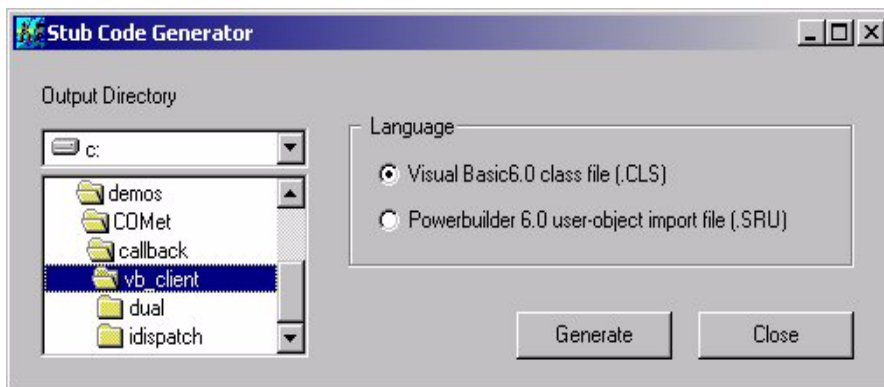 Stub Code Generator
Output Directory
c:
demos
COMet
callback
vb_client
dual
idispatch
Language
Visual Basic6.0 class file (.CLS)
Powerbuilder 6.0 user-object import file (.SRU)
Generate
Close